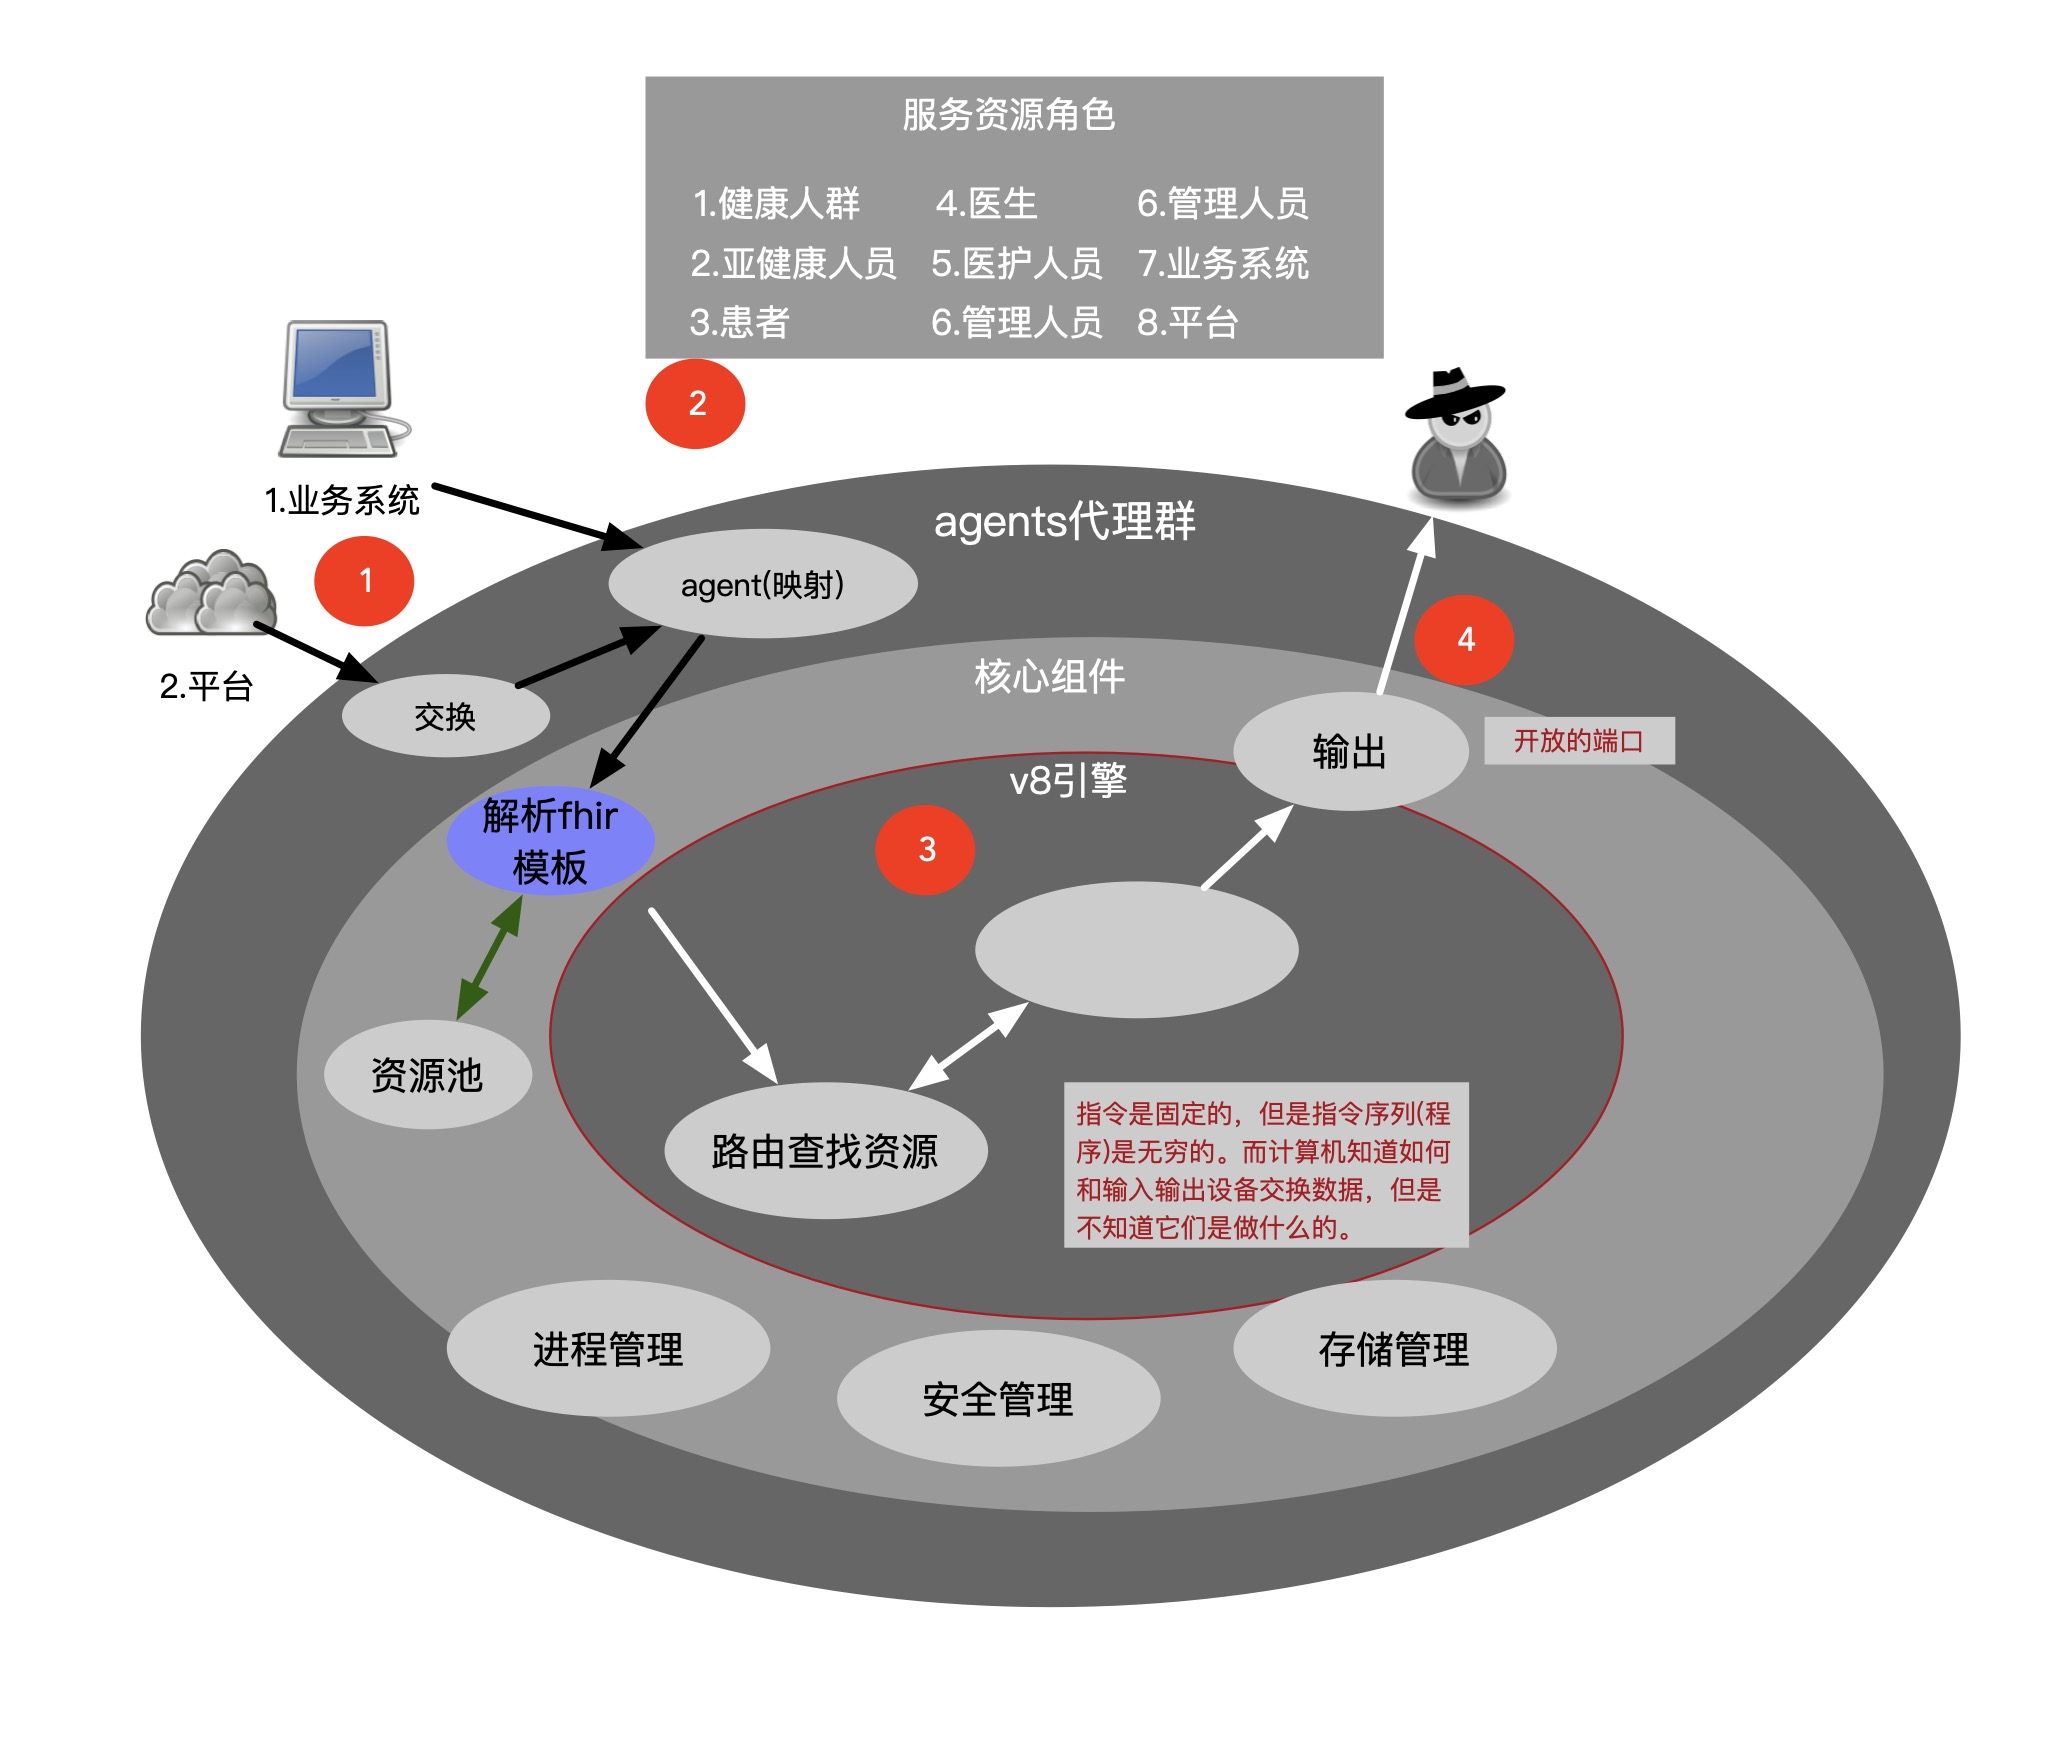 服务资源角色
1.健康人群
4.医生
6.管理人员
2.亚健康人员
5.医护人员
7.业务系统
3.患者
6.管理人员
8.平台
2
1.业务系统
1
2.平台
agents代理群
agent(映射)
交换
4
核心组件
输出
开放的端口
v8引擎
3
解析fhir
模板
资源池
路由查找资源
指令是固定的，但是指令序列(程
序)是无穷的。而计算机知道如何
和输入输出设备交换数据，但是
不知道它们是做什么的。
进程管理
安全管理
存储管理